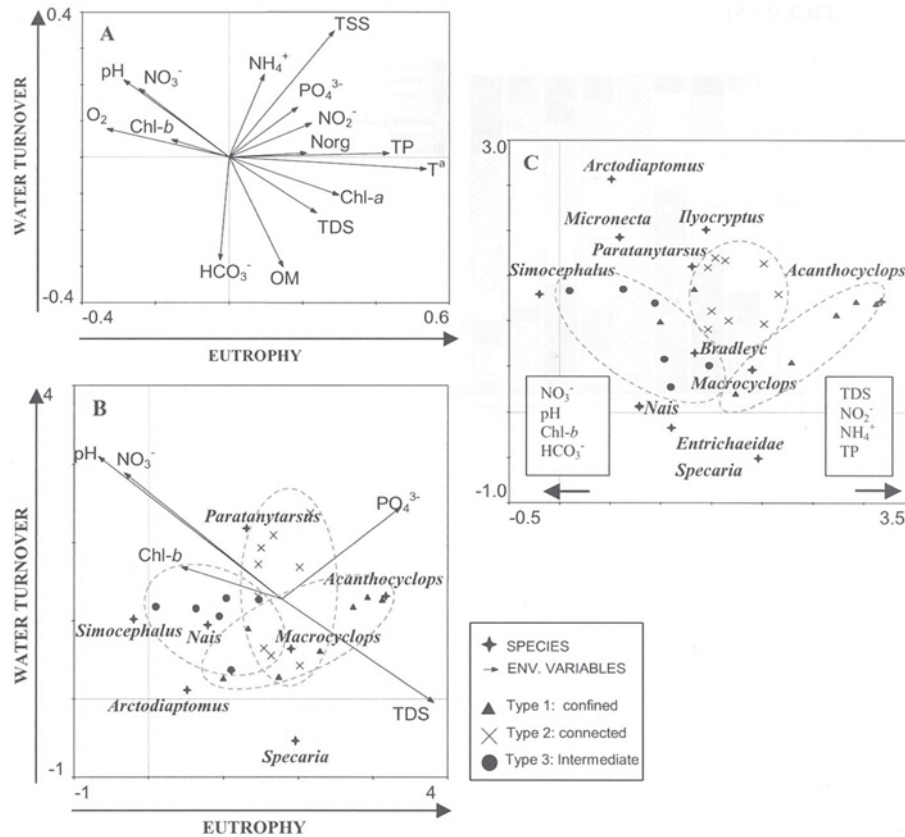 A
0.4
WATER TURNOVER
TSS
NH₄⁺
pH
NO₃⁻
PO₄³⁻
O₂
Chl-b
NO₂⁻
Norg
TP
Tª
Chl-a
TDS
HCO₃⁻
OM
-0.4
-0.4
0.6
EUTROPHY
B
4
WATER TURNOVER
pH
NO₃⁻
PO₄³⁻
Paratanytarsus
Chl-b
Acanthocyclops
Simocephalus
Nais
Macrocyclops
Arctodiaptomus
TDS
Specaria
-1
-1
4
EUTROPHY
C
3.0
Arctodiaptomus
Micronecta
Ilyocryptus
Paratanytarsus
Simocephalus
Acanthocyclops
Bradleyc
Macrocyclops
Nais
Entrichaeidae
Specaria
NO₃⁻
pH
Chl-b
HCO₃⁻
TDS
NO₂⁻
NH₄⁺
TP
-1.0
-0.5
3.5
SPECIES
ENV. VARIABLES
Type 1: confined
Type 2: connected
Type 3: Intermediate